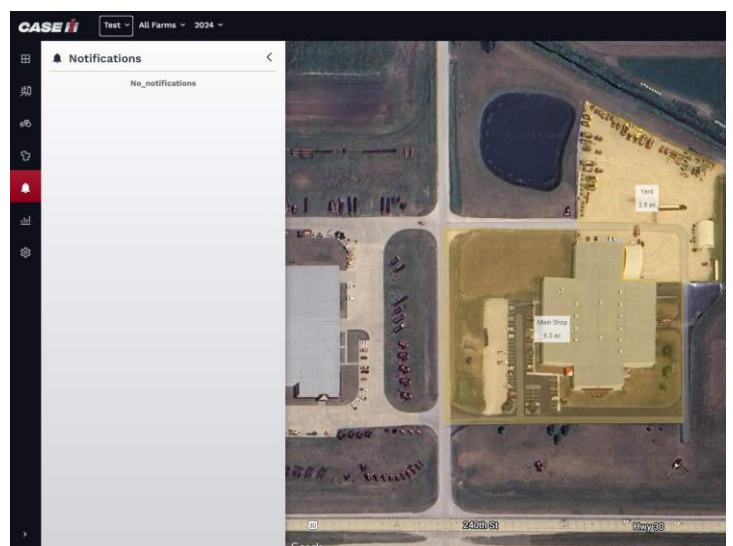 CASE IH
Test
All Farms
2024
Notifications
No_notifications
Yard
2.8 ac
Main Shop
6.3 ac
30
240th St
Hwy 30